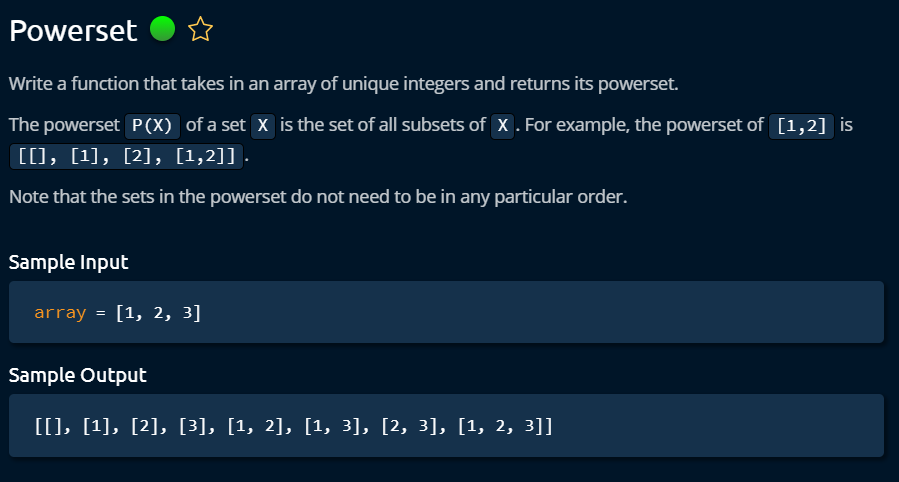 Powerset
Write a function that takes in an array of unique integers and returns its powerset.
The powerset P(X) of a set X is the set of all subsets of X. For example, the powerset of [1,2] is
[[], [1], [2], [1,2]].
Note that the sets in the powerset do not need to be in any particular order.
Sample Input
array = [1, 2, 3]
Sample Output
[[], [1], [2], [3], [1, 2], [1, 3], [2, 3], [1, 2, 3]]